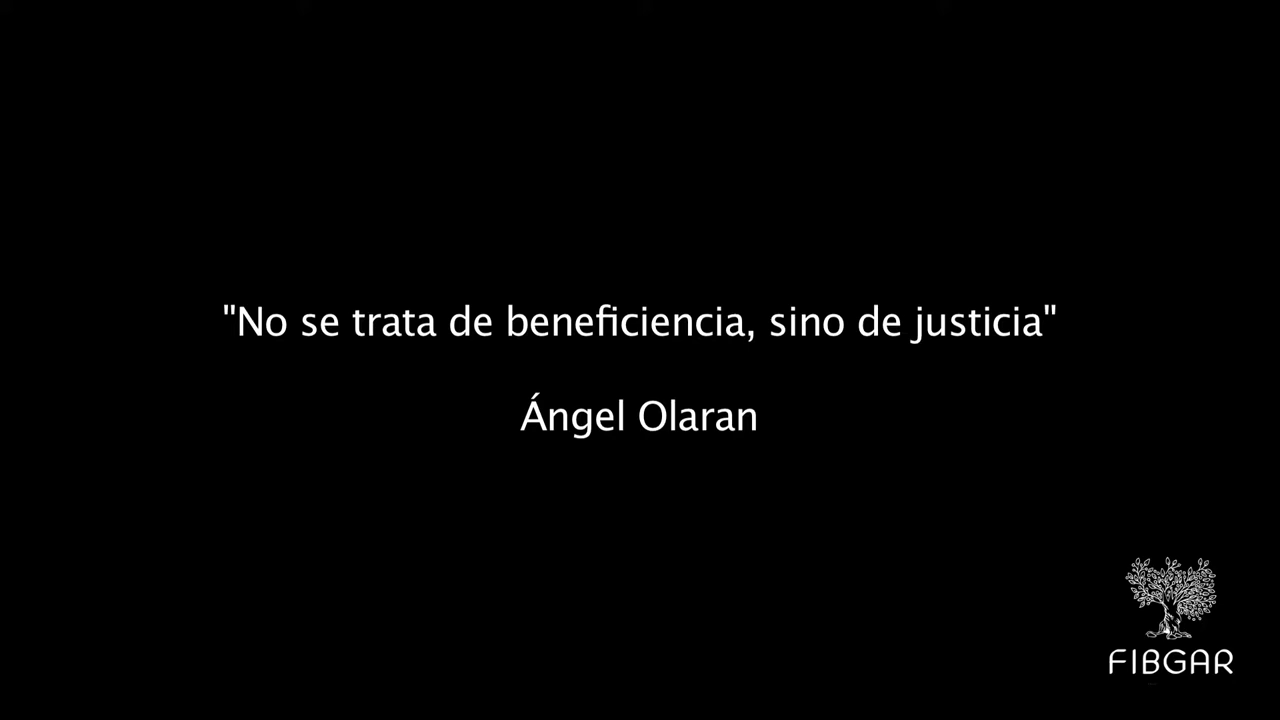 "No se trata de beneficiencia, sino de justicia"
Ángel Olaran
FIBGAR